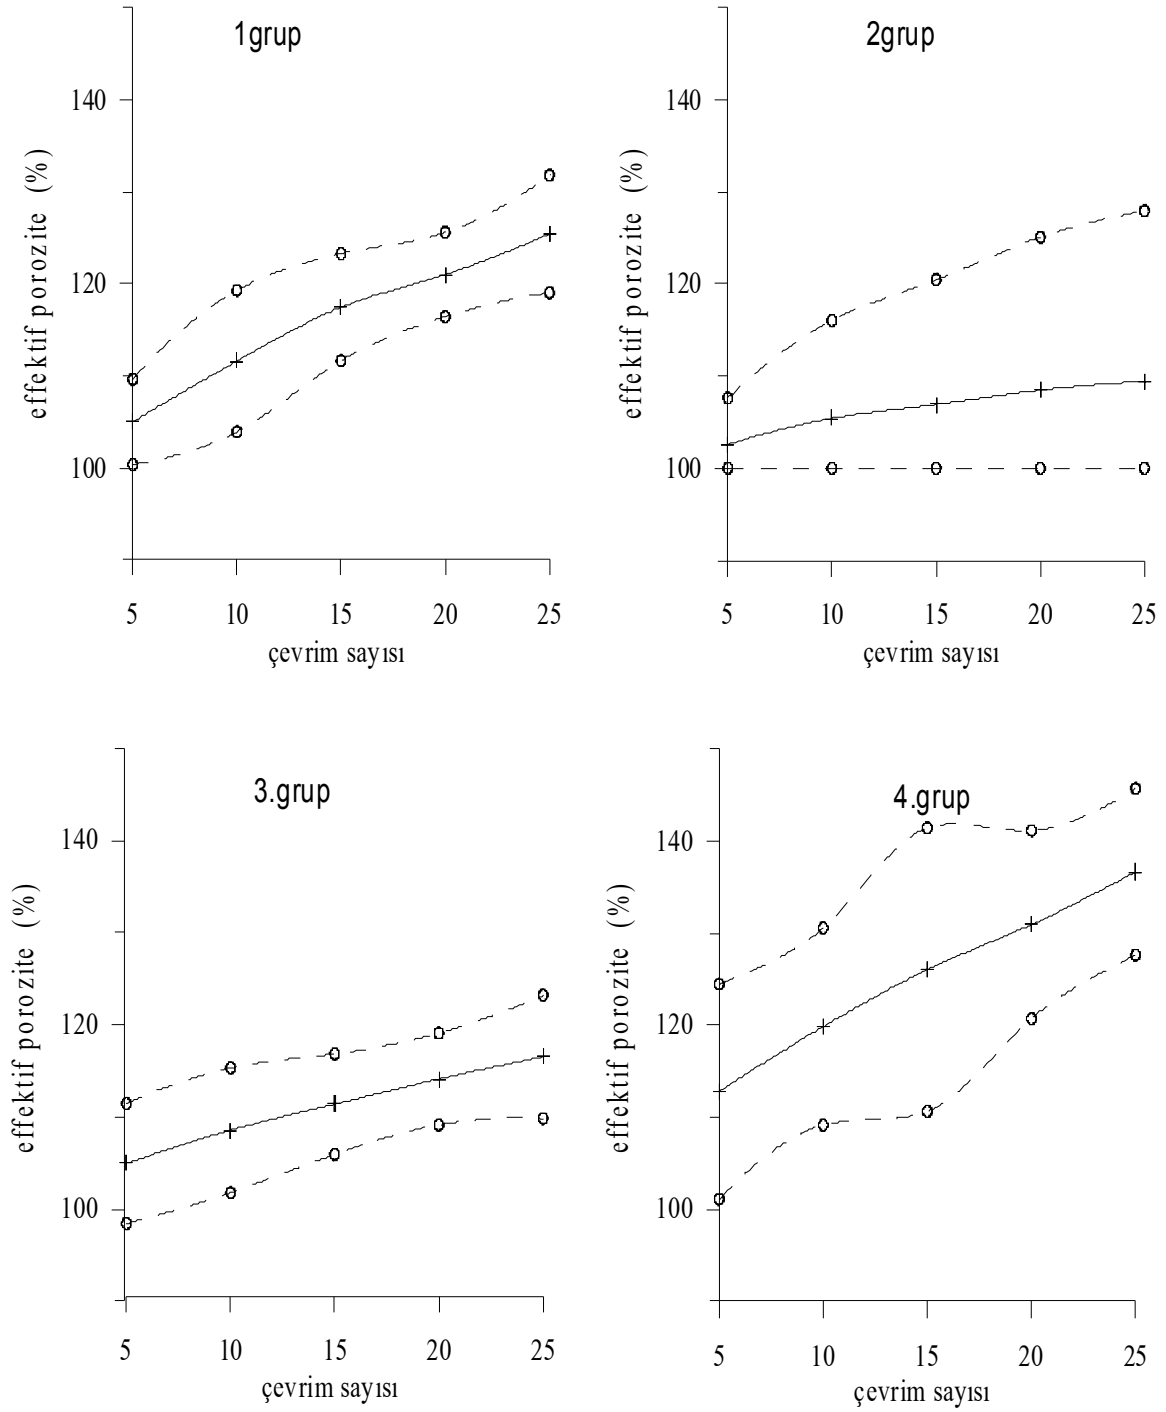 1grup
140
120
100
effektif porozite (%)
5 10 15 20 25
çevrim sayısı
2grup
140
120
100
effektif porozite (%)
5 10 15 20 25
çevrim sayısı
3.grup
140
120
100
effektif porozite (%)
5 10 15 20 25
çevrim sayısı
4.grup
140
120
100
effektif porozite (%)
5 10 15 20 25
çevrim sayısı